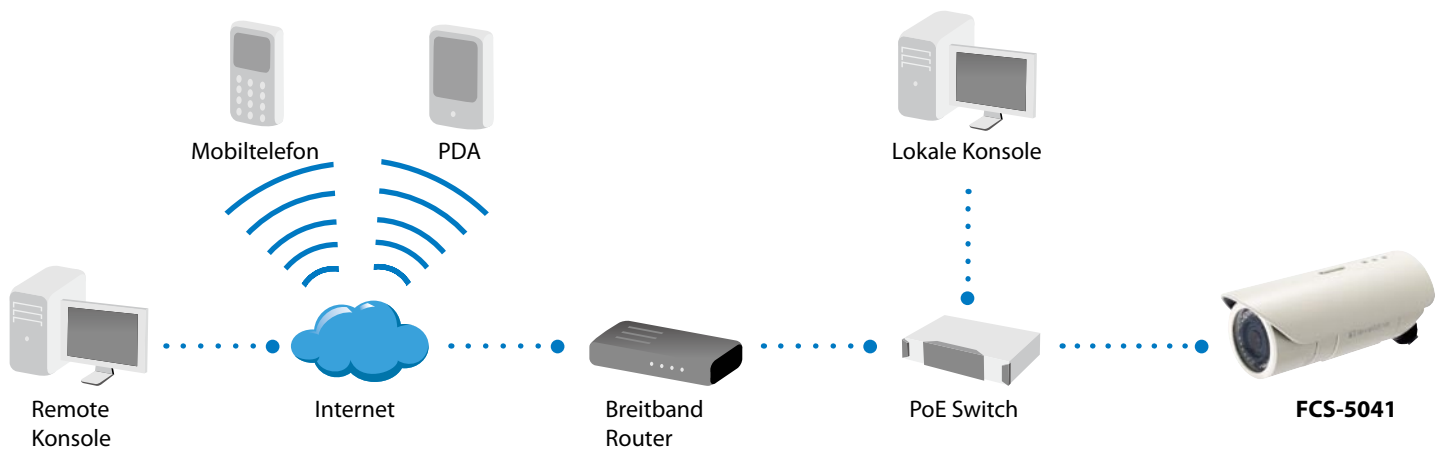 Mobiltelefon
PDA
Lokale Konsole
Remote
Konsole
Internet
Breitband
Router
PoE Switch
FCS-5041